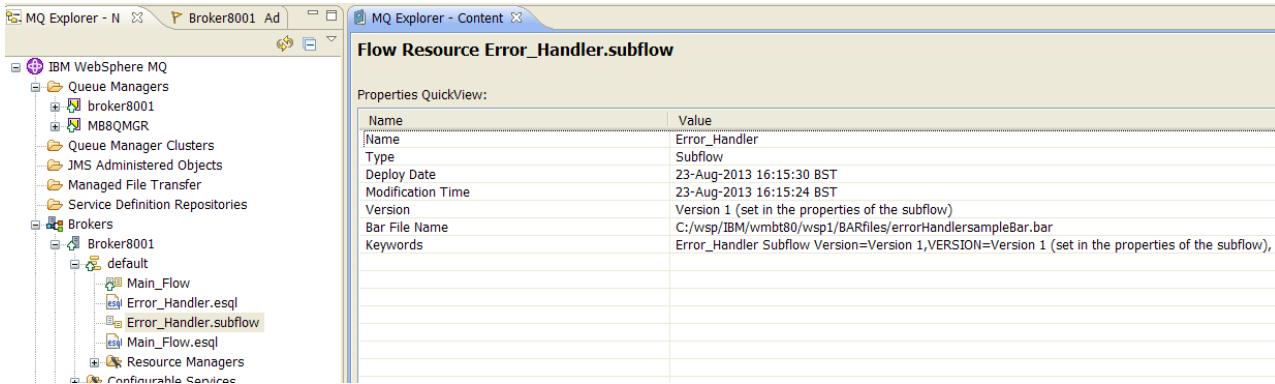 MQ Explorer - N
Broker8001 Ad
IBM WebSphere MQ
Queue Managers
broker8001
MB8QMGR
Queue Manager Clusters
JMS Administered Objects
Managed File Transfer
Service Definition Repositories
Brokers
Broker8001
default
Main_Flow
esql Error_Handler.esql
Error_Handler.subflow
esql Main_Flow.esql
Resource Managers
Configurable Services
MQ Explorer - Content
Flow Resource Error_Handler.subflow
Properties QuickView:
Name Value
Name Error_Handler
Type Subflow
Deploy Date 23-Aug-2013 16:15:30 BST
Modification Time 23-Aug-2013 16:15:24 BST
Version Version 1 (set in the properties of the subflow)
Bar File Name C:/wsp/IBM/wmbt80/wsp1/BARfiles/errorHandlersampleBar.bar
Keywords Error_Handler Subflow Version=Version 1,VERSION=Version 1 (set in the properties of the subflow),